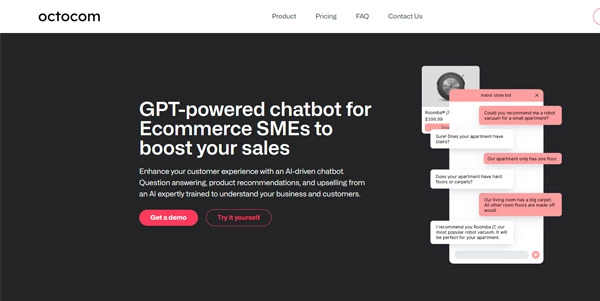 octocom
Product
Pricing
FAQ
Contact Us
GPT-powered chatbot for
Ecommerce SMEs to
boost your sales
Enhance your customer experience with an AI-driven chatbot.
Question answering, product recommendations, and upselling from
an AI expertly trained to understand your business and customers.
Get a demo
Try it yourself
Roomba® j7
$399.99
robot store bot
Could you recommend me a robot
vacuum for a small apartment?
Sure! Does your apartment have
stairs?
Our apartment only has one floor.
Does your apartment have hard
floors or carpets?
Our living room has a big carpet.
All other room floors are made off
wood.
I recommend you Roomba j7, our
most popular robot vacuum. It will
be perfect for your apartment.